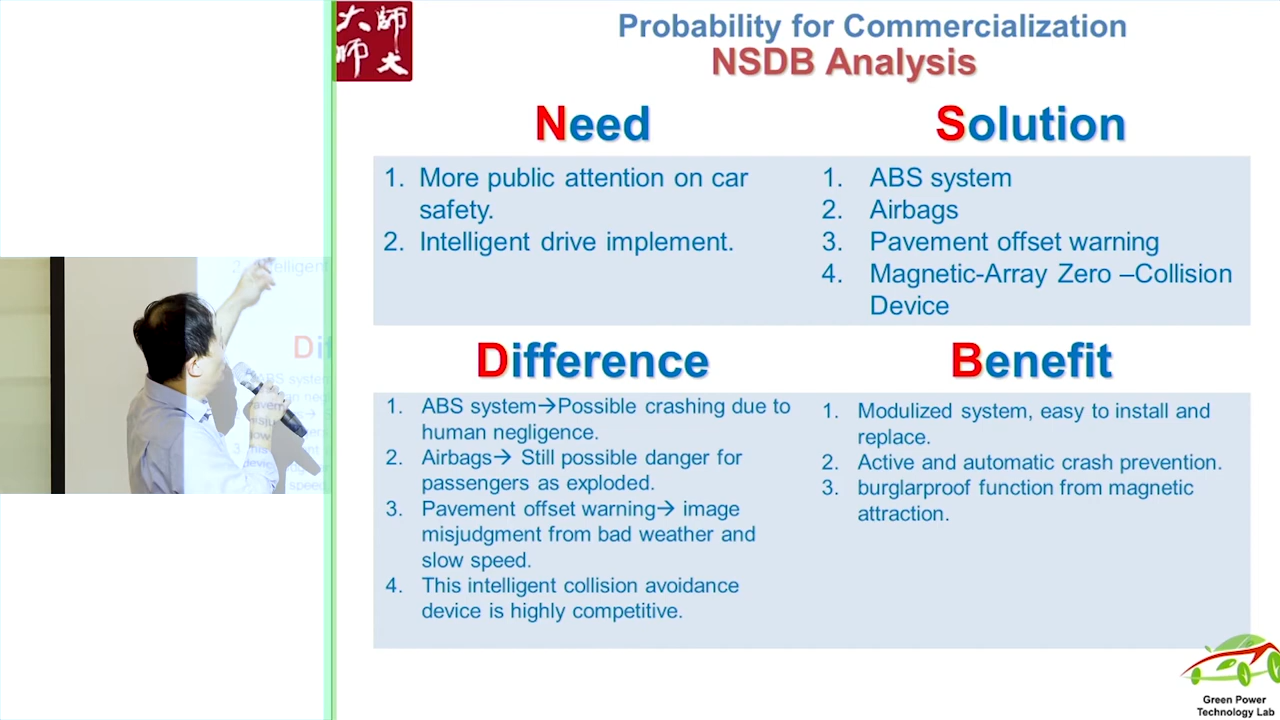 師大
師大
Probability for Commercialization
NSDB Analysis
Need
Solution
1. More public attention on car
safety.
2. Intelligent drive implement.
1. ABS system
2. Airbags
3. Pavement offset warning
4. Magnetic-Array Zero –Collision
Device
Difference
Benefit
1. ABS system→Possible crashing due to
human negligence.
2. Airbags→ Still possible danger for
passengers as exploded.
3. Pavement offset warning→ image
misjudgment from bad weather and
slow speed.
4. This intelligent collision avoidance
device is highly competitive.
1. Modulized system, easy to install and
replace.
2. Active and automatic crash prevention.
3. burglarproof function from magnetic
attraction.
Green Power
Technology Lab